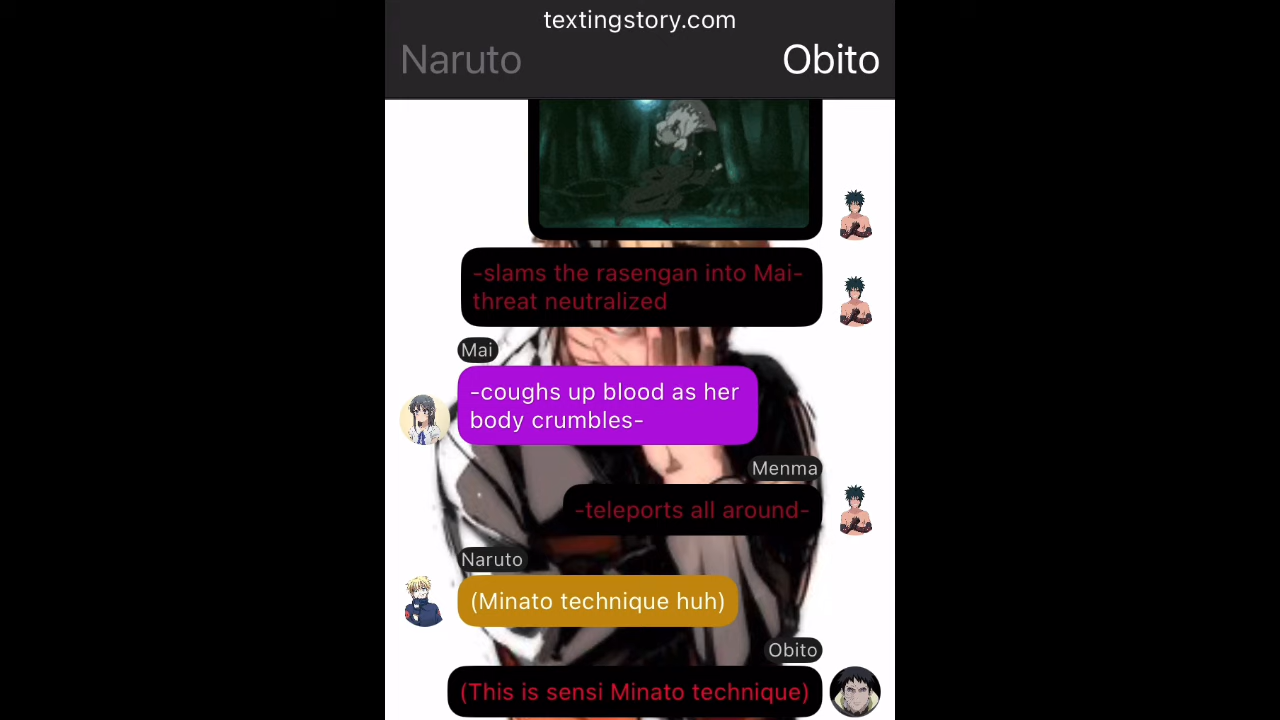 textingstory.com
Naruto
Obito
-slams the rasengan into Mai-
threat neutralized
Mai
-coughs up blood as her
body crumbles-
Menma
-teleports all around-
Naruto
(Minato technique huh)
Obito
(This is sensi Minato technique)